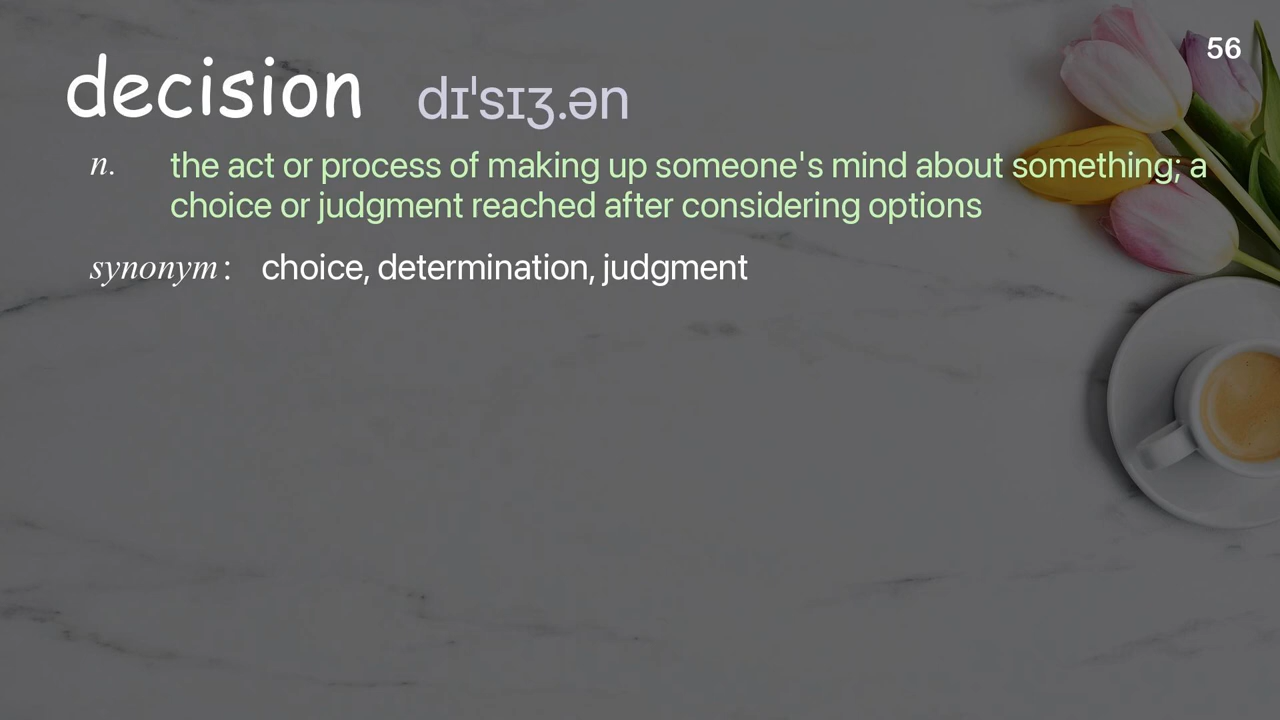 56
decision dɪˈsɪʒ.ən
n. the act or process of making up someone's mind about something; a
choice or judgment reached after considering options
synonym: choice, determination, judgment